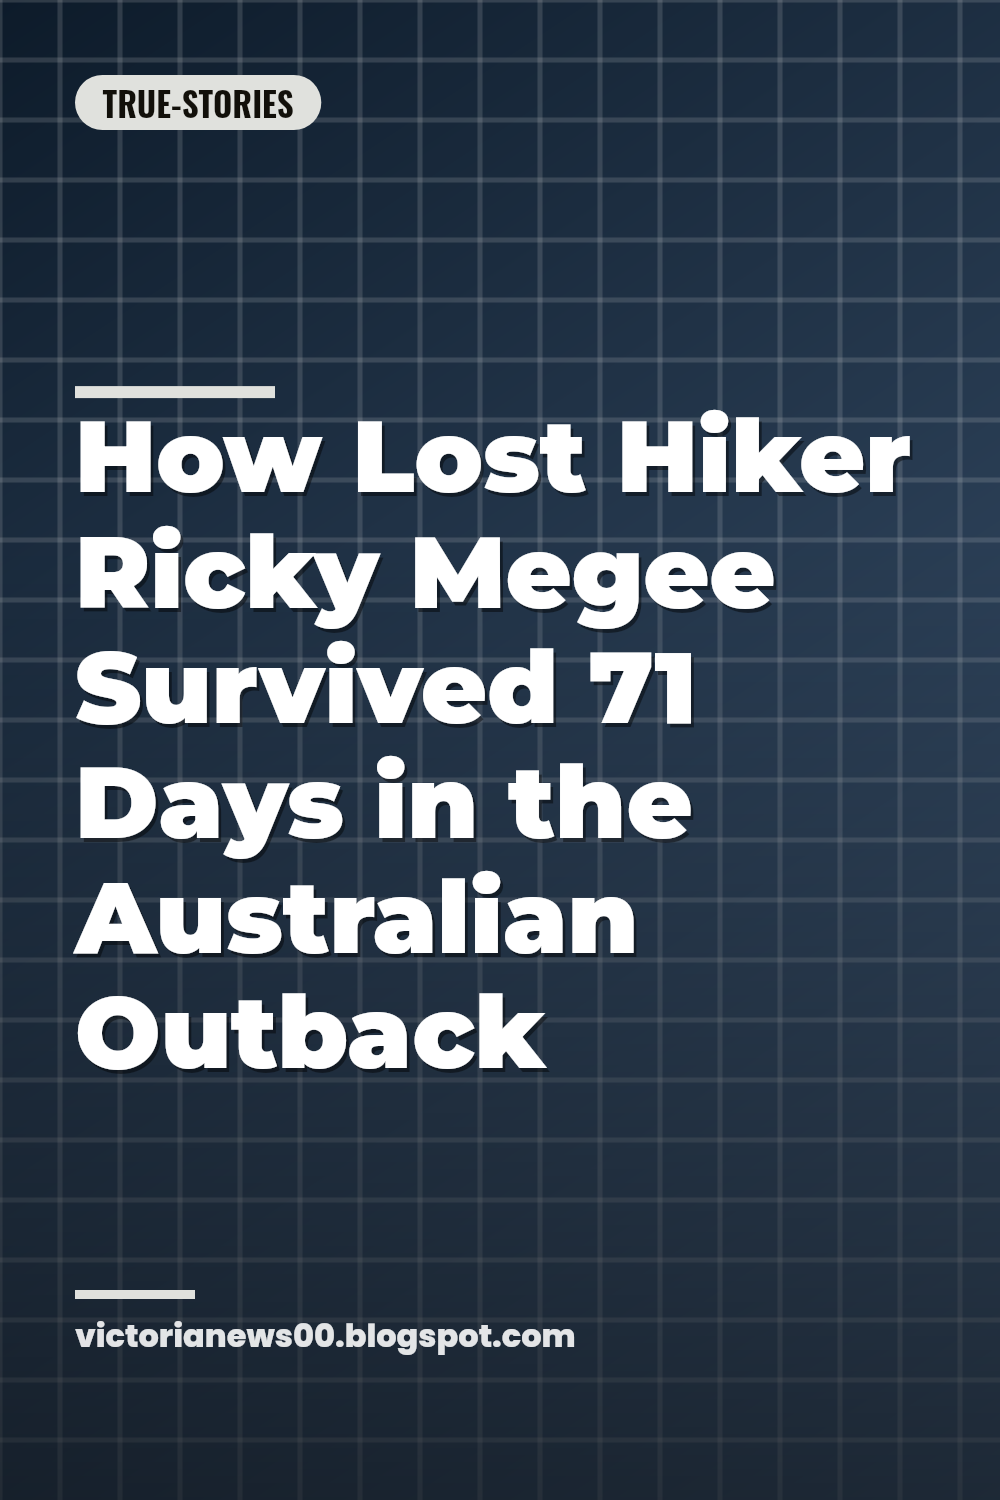 TRUE-STORIES
How Lost Hiker
Ricky Megee
Survived 71
Days in the
Australian
Outback
victorianews00.blogspot.com